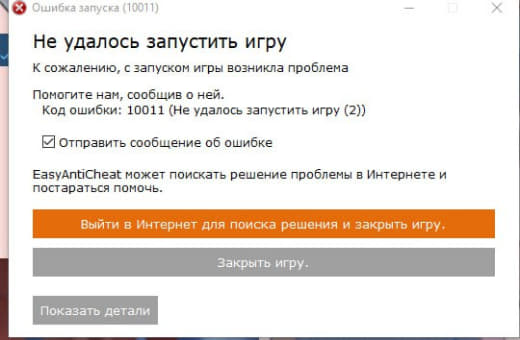 Ошибка запуска (10011)
Не удалось запустить игру
К сожалению, с запуском игры возникла проблема
Помогите нам, сообщив о ней.
Код ошибки: 10011 (Не удалось запустить игру (2))
Отправить сообщение об ошибке
EasyAntiCheat может поискать решение проблемы в Интернете и
постараться помочь.
Выйти в Интернет для поиска решения и закрыть игру.
Закрыть игру.
Показать детали